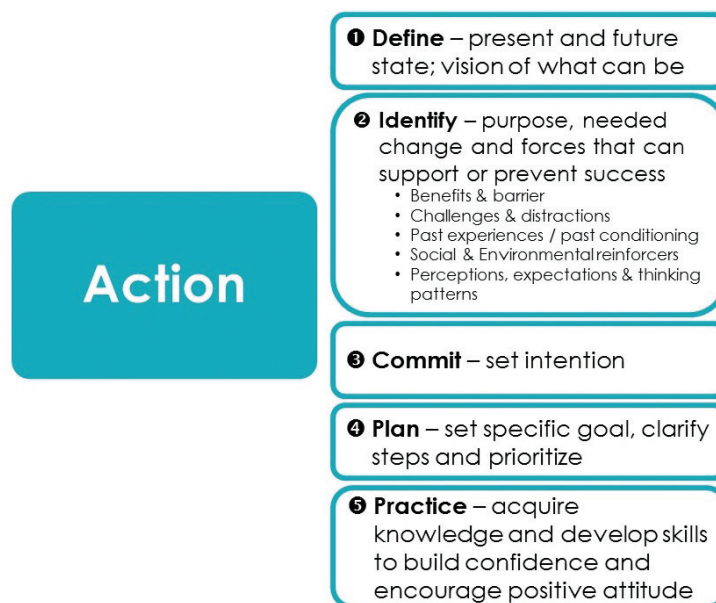 Action
❶ Define – present and future
state; vision of what can be
❷ Identify – purpose, needed
change and forces that can
support or prevent success
• Benefits & barrier
• Challenges & distractions
• Past experiences / past conditioning
• Social & Environmental reinforcers
• Perceptions, expectations & thinking
patterns
❸ Commit – set intention
❹ Plan – set specific goal, clarify
steps and prioritize
❺ Practice – acquire
knowledge and develop skills
to build confidence and
encourage positive attitude